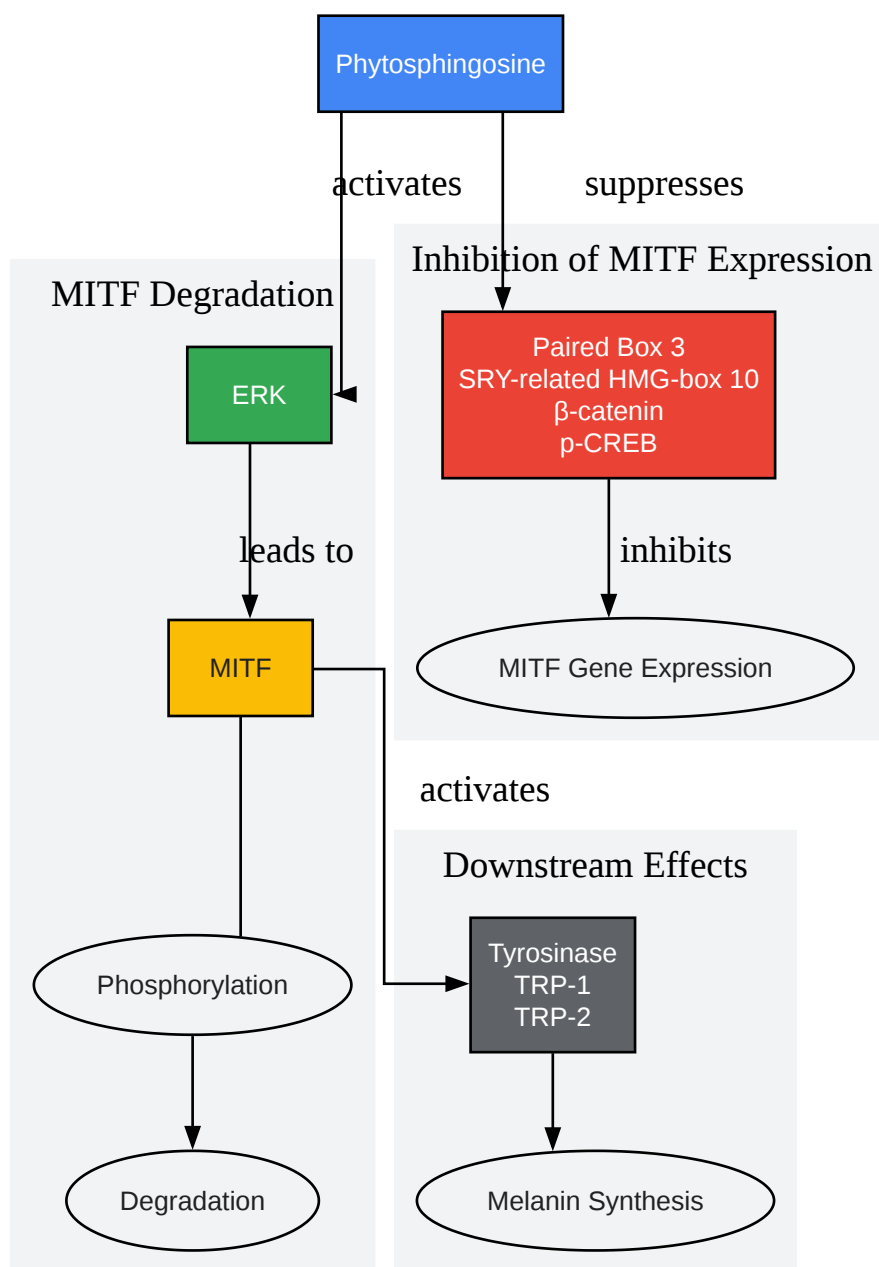 Phytosphingosine
activates
suppresses
Inhibition of MITF Expression
MITF Degradation
Paired Box 3
SRY-related HMG-box 10
β-catenin
p-CREB
ERK
leads to
inhibits
MITF
MITF Gene Expression
activates
Downstream Effects
Tyrosinase
TRP-1
TRP-2
Phosphorylation
Degradation
Melanin Synthesis